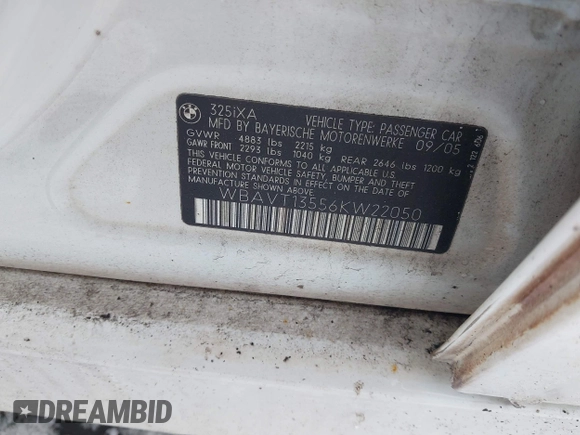 BMW
325iXA
VEHICLE TYPE: PASSENGER CAR
MFD BY BAYERISCHE MOTORENWERKE 09/05
GVWR 4883 lbs 2215 kg
GAWR FRONT 2293 lbs 1040 kg REAR 2646 lbs 1200 kg
THIS VEHICLE CONFORMS TO ALL APPLICABLE
FEDERAL MOTOR VEHICLE SAFETY, BUMPER AND THEFT
PREVENTION STANDARDS IN EFFECT ON THE DATE OF
MANUFACTURE SHOWN ABOVE
WBAVT13556KW22050
DREAMBID